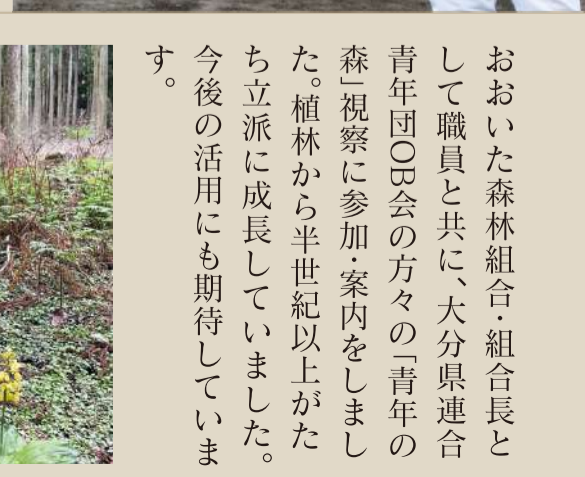 おおいた森林組合・組合長と
して職員と共に、大分県連合
青年団OB会の方々の「青年の
森」視察に参加・案内をしまし
た。植林から半世紀以上がた
ち立派に成長していました。
今後の活用にも期待していま
す。